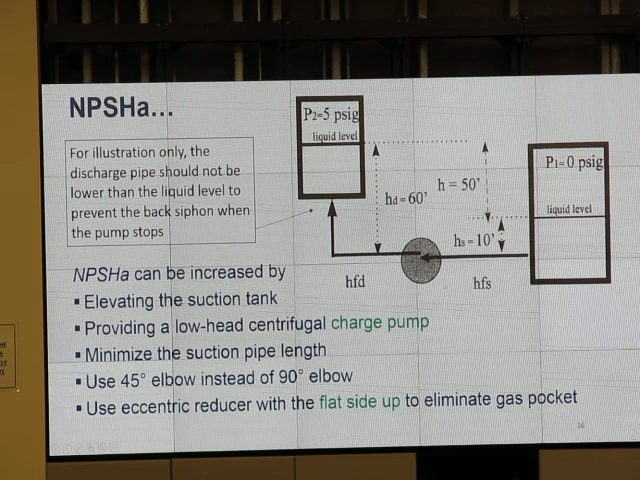 NPSHa...
For illustration only, the
discharge pipe should not be
lower than the liquid level to
prevent the back siphon when
the pump stops
P2=5 psig
liquid level
hd=60'
h = 50'
hs=10'
P1=0 psig
liquid level
hfd
hfs
NPSHa can be increased by
▪ Elevating the suction tank
▪ Providing a low-head centrifugal charge pump
▪ Minimize the suction pipe length
▪ Use 45° elbow instead of 90° elbow
▪ Use eccentric reducer with the flat side up to eliminate gas pocket
16